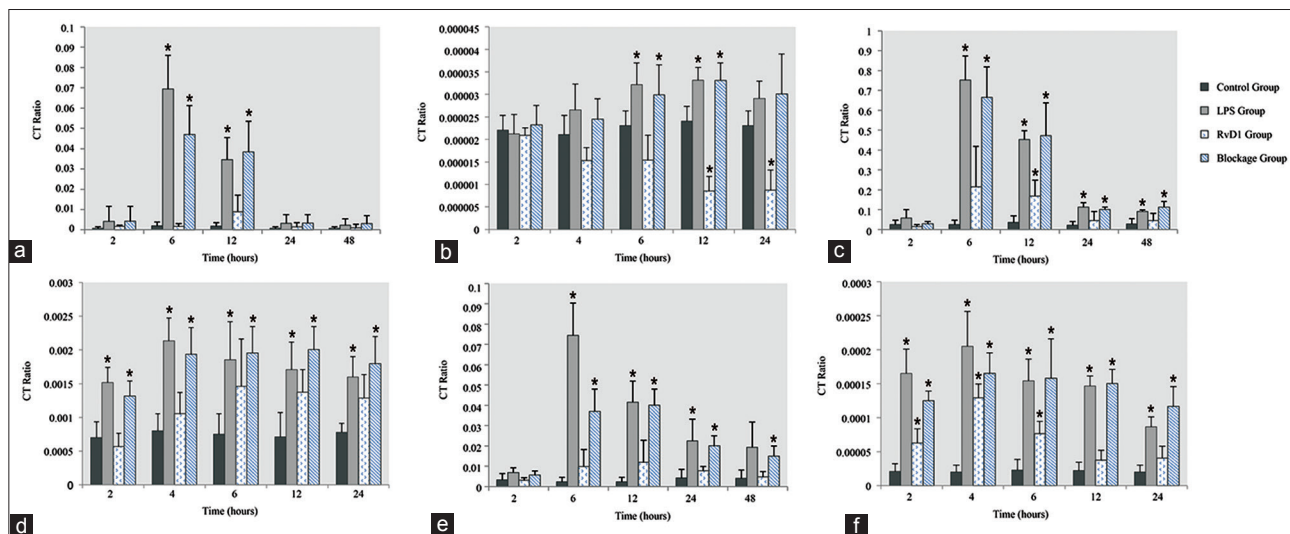 0.1
0.09
0.08
0.07
0.06
0.05
0.04
0.03
0.02
0.01
0
CT Ratio
* * * *
2 6 12 24 48
Time (hours)
a
0.00045
0.00004
0.000035
0.00003
0.000025
0.00002
0.000015
0.00001
0.000005
0
CT Ratio
* * * * * *
2 4 6 12 24
Time (hours)
b
1
0.9
0.8
0.7
0.6
0.5
0.4
0.3
0.2
0.1
0
CT Ratio
* * * * * * * * *
2 6 12 24 48
Time (hours)
c
Control Group
LPS Group
RvD1 Group
Blockage Group
0.003
0.0025
0.002
0.0015
0.001
0.0005
0
CT Ratio
* * * * * * * * * *
2 4 6 12 24
Time (hours)
d
0.1
0.09
0.08
0.07
0.06
0.05
0.04
0.03
0.02
0.01
0
CT Ratio
* * * * * * *
2 6 12 24 48
Time (hours)
e
0.0003
0.00025
0.0002
0.00015
0.0001
0.00005
0
CT Ratio
* * * * * * * * * * * * *
2 4 6 12 24
Time (hours)
f